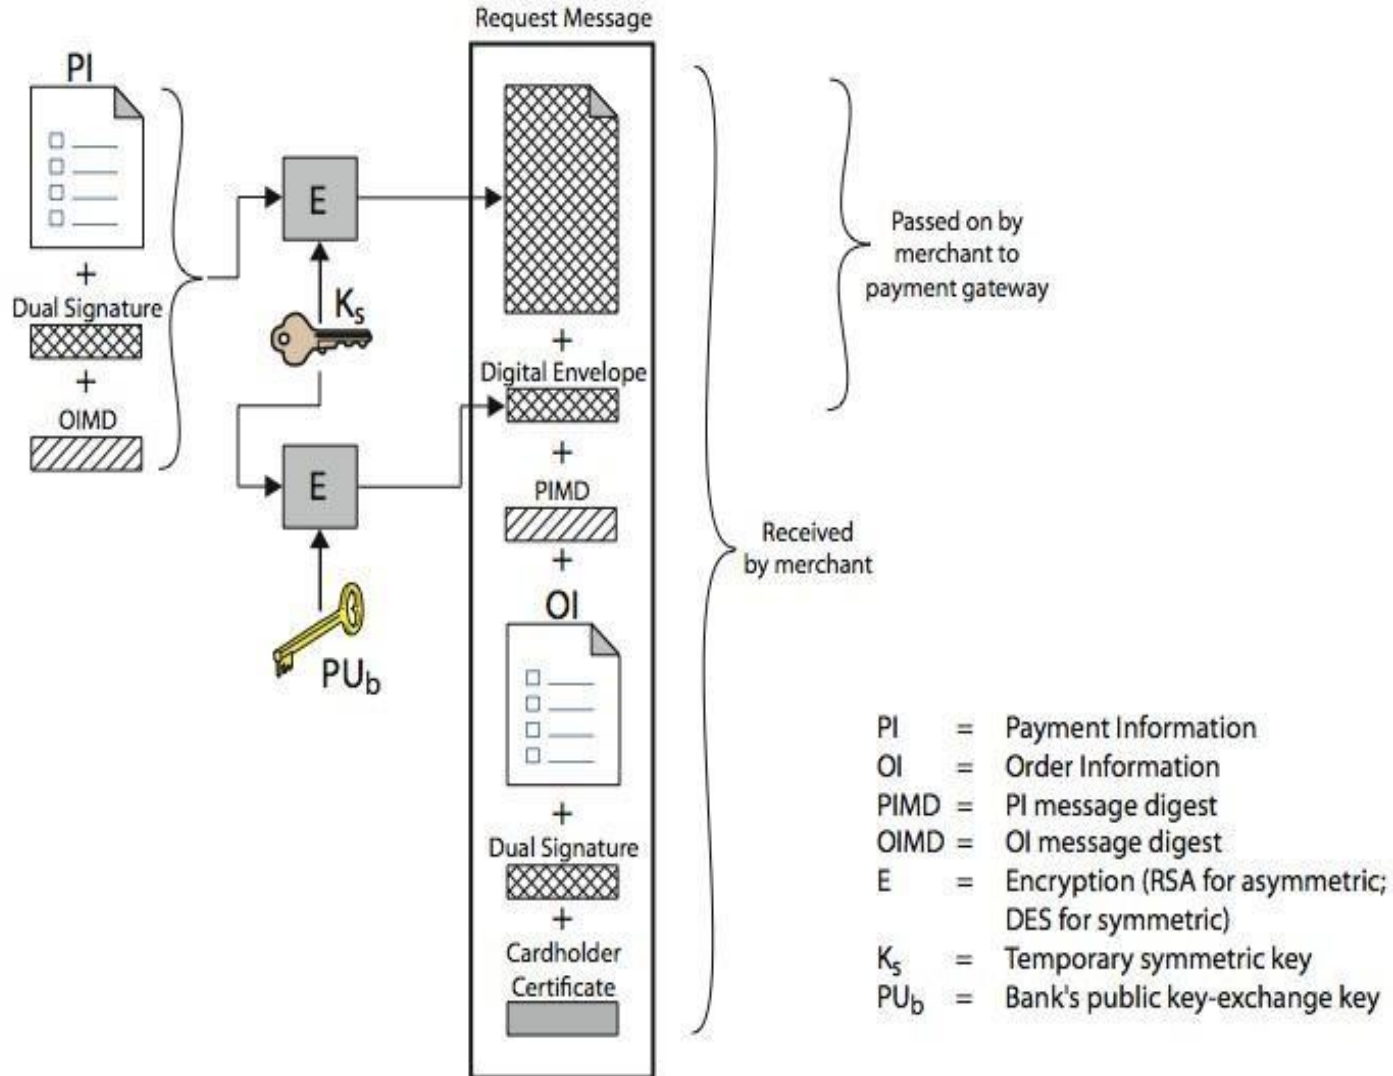 Request Message
PI
+
Dual Signature
+
OIMD
E
Ks
E
PUb
+
Digital Envelope
+
PIMD
+
OI
+
Dual Signature
+
Cardholder
Certificate
Passed on by
merchant to
payment gateway
Received
by merchant
PI = Payment Information
OI = Order Information
PIMD = PI message digest
OIMD = OI message digest
E = Encryption (RSA for asymmetric;
DES for symmetric)
Ks = Temporary symmetric key
PUb = Bank's public key-exchange key